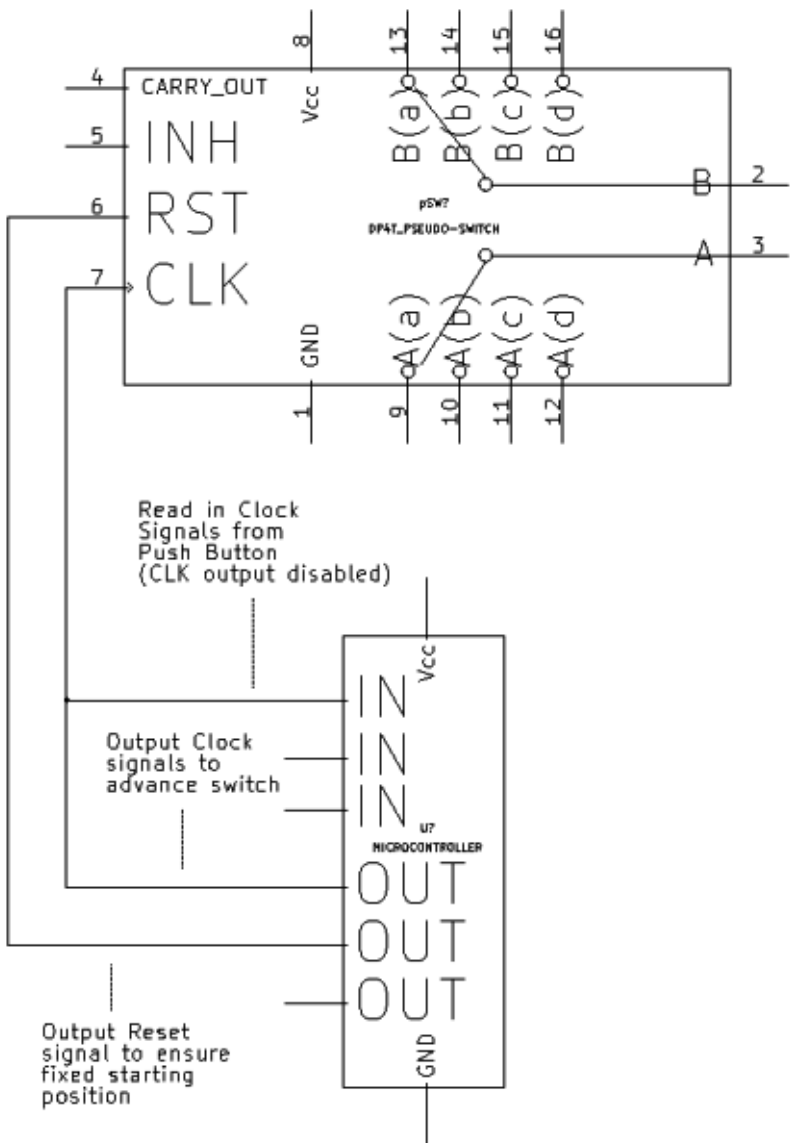 8
13
14
15
16
4
CARRY_OUT
Vcc
B(a)
B(b)
B(c)
B(d)
5
INH
B
2
6
RST
pSW?
DP4T_PSEUDO-SWITCH
A
3
7
CLK
GND
A(a)
A(b)
A(c)
A(d)
1
9
10
11
12
Read in Clock
Signals from
Push Button
(CLK output disabled)
Vcc
IN
Output Clock
signals to
advance switch
IN
IN
U?
MICROCONTROLLER
OUT
OUT
OUT
Output Reset
signal to ensure
fixed starting
position
GND